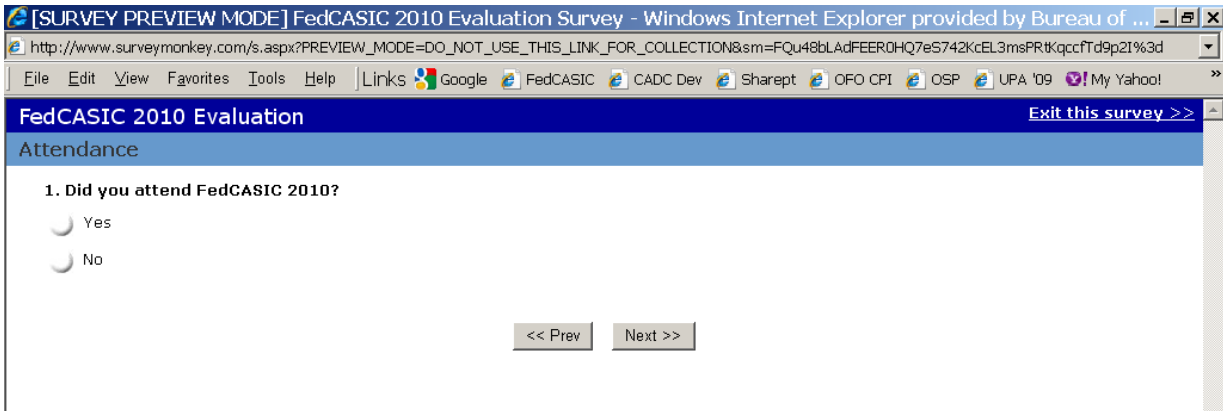 [SURVEY PREVIEW MODE] FedCASIC 2010 Evaluation Survey - Windows Internet Explorer provided by Bureau of ...
http://www.surveymonkey.com/s.aspx?PREVIEW_MODE=DO_NOT_USE_THIS_LINK_FOR_COLLECTION&sm=FQu48bLAdFEER0HQ7eS742KcEL3msPRtKqccfTd9p2I%3d
File Edit View Favorites Tools Help Links Google FedCASIC CADC Dev Sharept OFO CPI OSP UPA '09 My Yahoo! »
FedCASIC 2010 Evaluation Exit this survey >>
Attendance
1. Did you attend FedCASIC 2010?
Yes
No
<< Prev Next >>